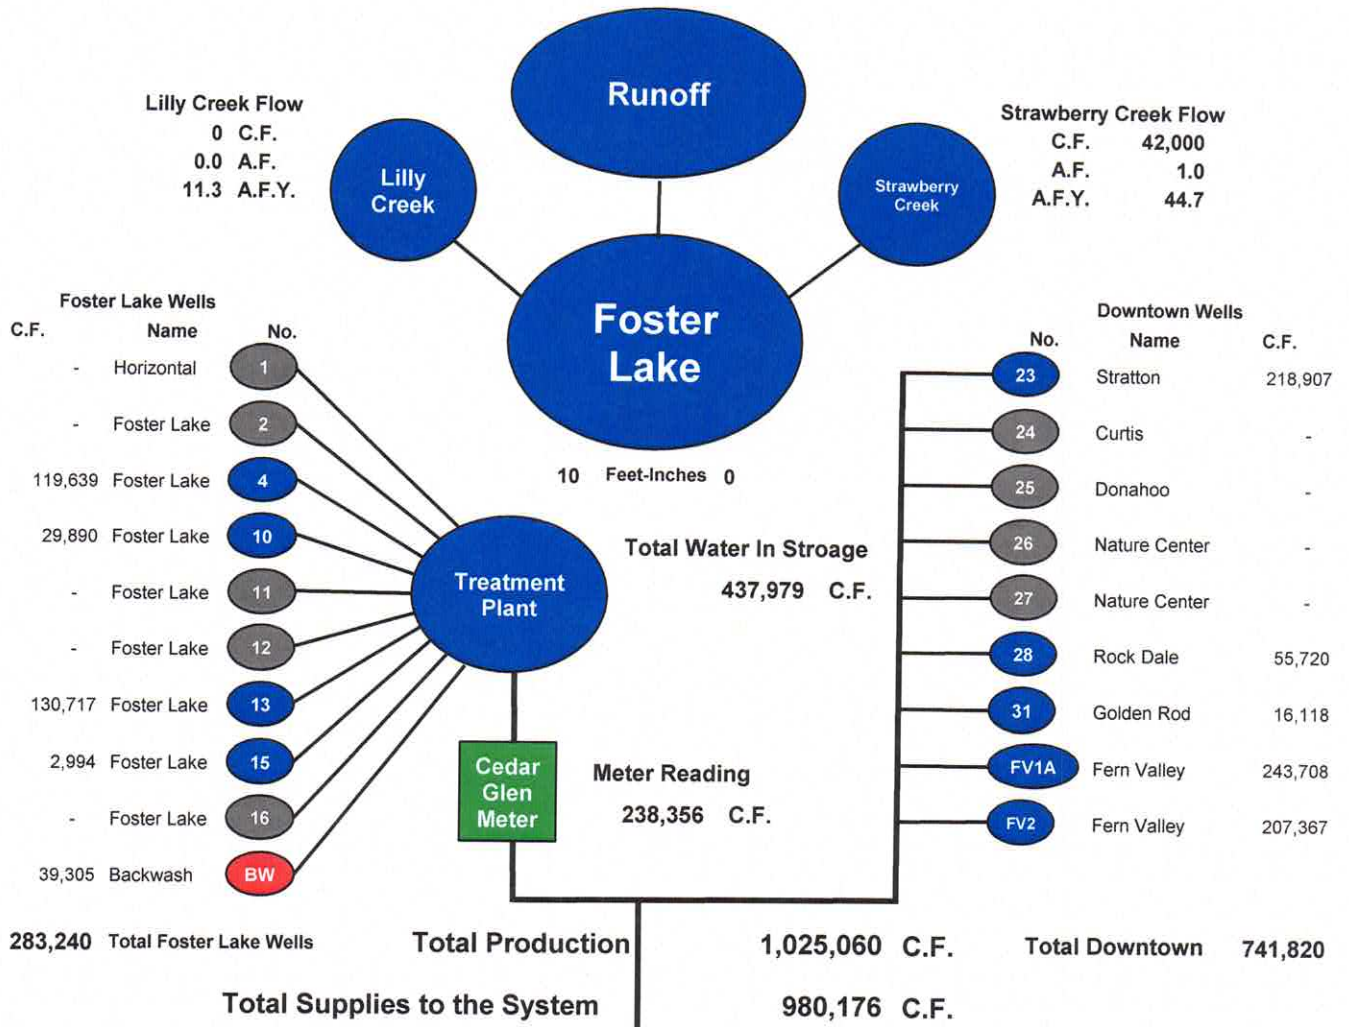 Runoff
Lilly Creek Flow
0 C.F.
0.0 A.F.
11.3 A.F.Y.
Lilly
Creek
Strawberry
Creek
Strawberry Creek Flow
C.F. 42,000
A.F. 1.0
A.F.Y. 44.7
Foster
Lake
10 Feet-Inches 0
Foster Lake Wells
C.F. Name No.
- Horizontal 1
- Foster Lake 2
119,639 Foster Lake 4
29,890 Foster Lake 10
- Foster Lake 11
- Foster Lake 12
130,717 Foster Lake 13
2,994 Foster Lake 15
- Foster Lake 16
39,305 Backwash BW
283,240 Total Foster Lake Wells
Treatment
Plant
Total Water In Stroage
437,979 C.F.
Cedar
Glen
Meter
Meter Reading
238,356 C.F.
Downtown Wells
No. Name C.F.
23 Stratton 218,907
24 Curtis -
25 Donahoo -
26 Nature Center -
27 Nature Center -
28 Rock Dale 55,720
31 Golden Rod 16,118
FV1A Fern Valley 243,708
FV2 Fern Valley 207,367
Total Production 1,025,060 C.F.
Total Downtown 741,820
Total Supplies to the System 980,176 C.F.